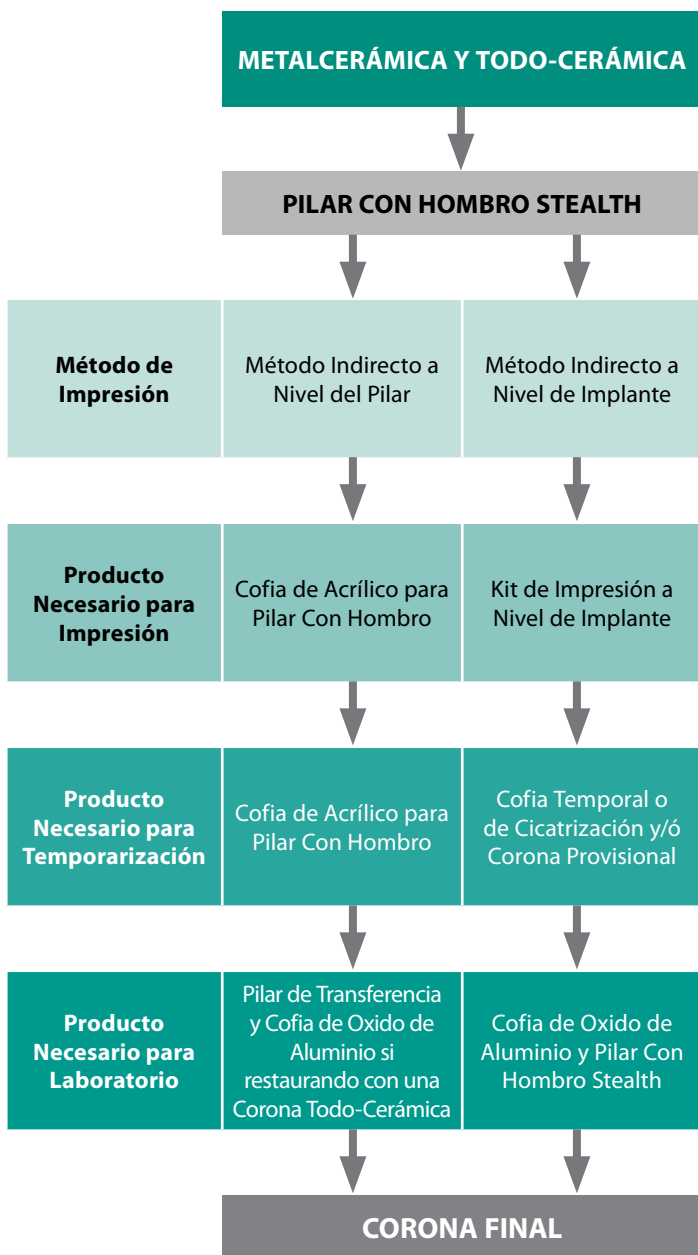 METALCERÁMICA Y TODO-CERÁMICA
PILAR CON HOMBRO STEALTH
Método de
Impresión
Método Indirecto a
Nivel del Pilar
Método Indirecto a
Nivel de Implante
Producto
Necesario para
Impresión
Cofia de Acrílico para
Pilar Con Hombro
Kit de Impresión a
Nivel de Implante
Producto
Necesario para
Temporarización
Cofia de Acrílico para
Pilar Con Hombro
Cofia Temporal o
de Cicatrización y/ó
Corona Provisional
Producto
Necesario para
Laboratorio
Pilar de Transferencia
y Cofia de Oxido de
Aluminio si
restaurando con una
Corona Todo-Cerámica
Cofia de Oxido de
Aluminio y Pilar Con
Hombro Stealth
CORONA FINAL